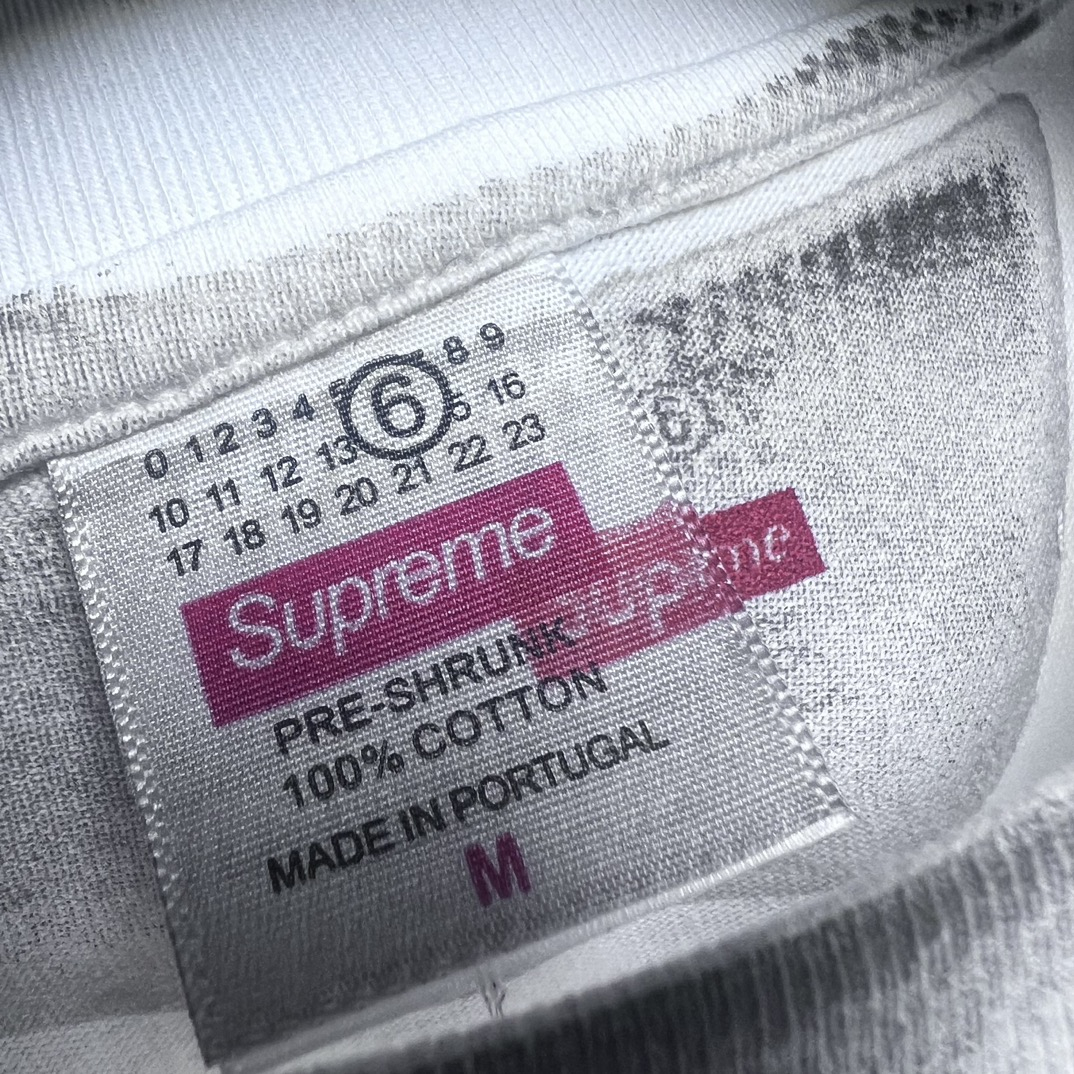 0 1 2 3 4 6 8 9
10 11 12 13 16
17 18 19 20 21 22 23
Supreme
PRE-SHRUNK
100% COTTON
MADE IN PORTUGAL
M
6